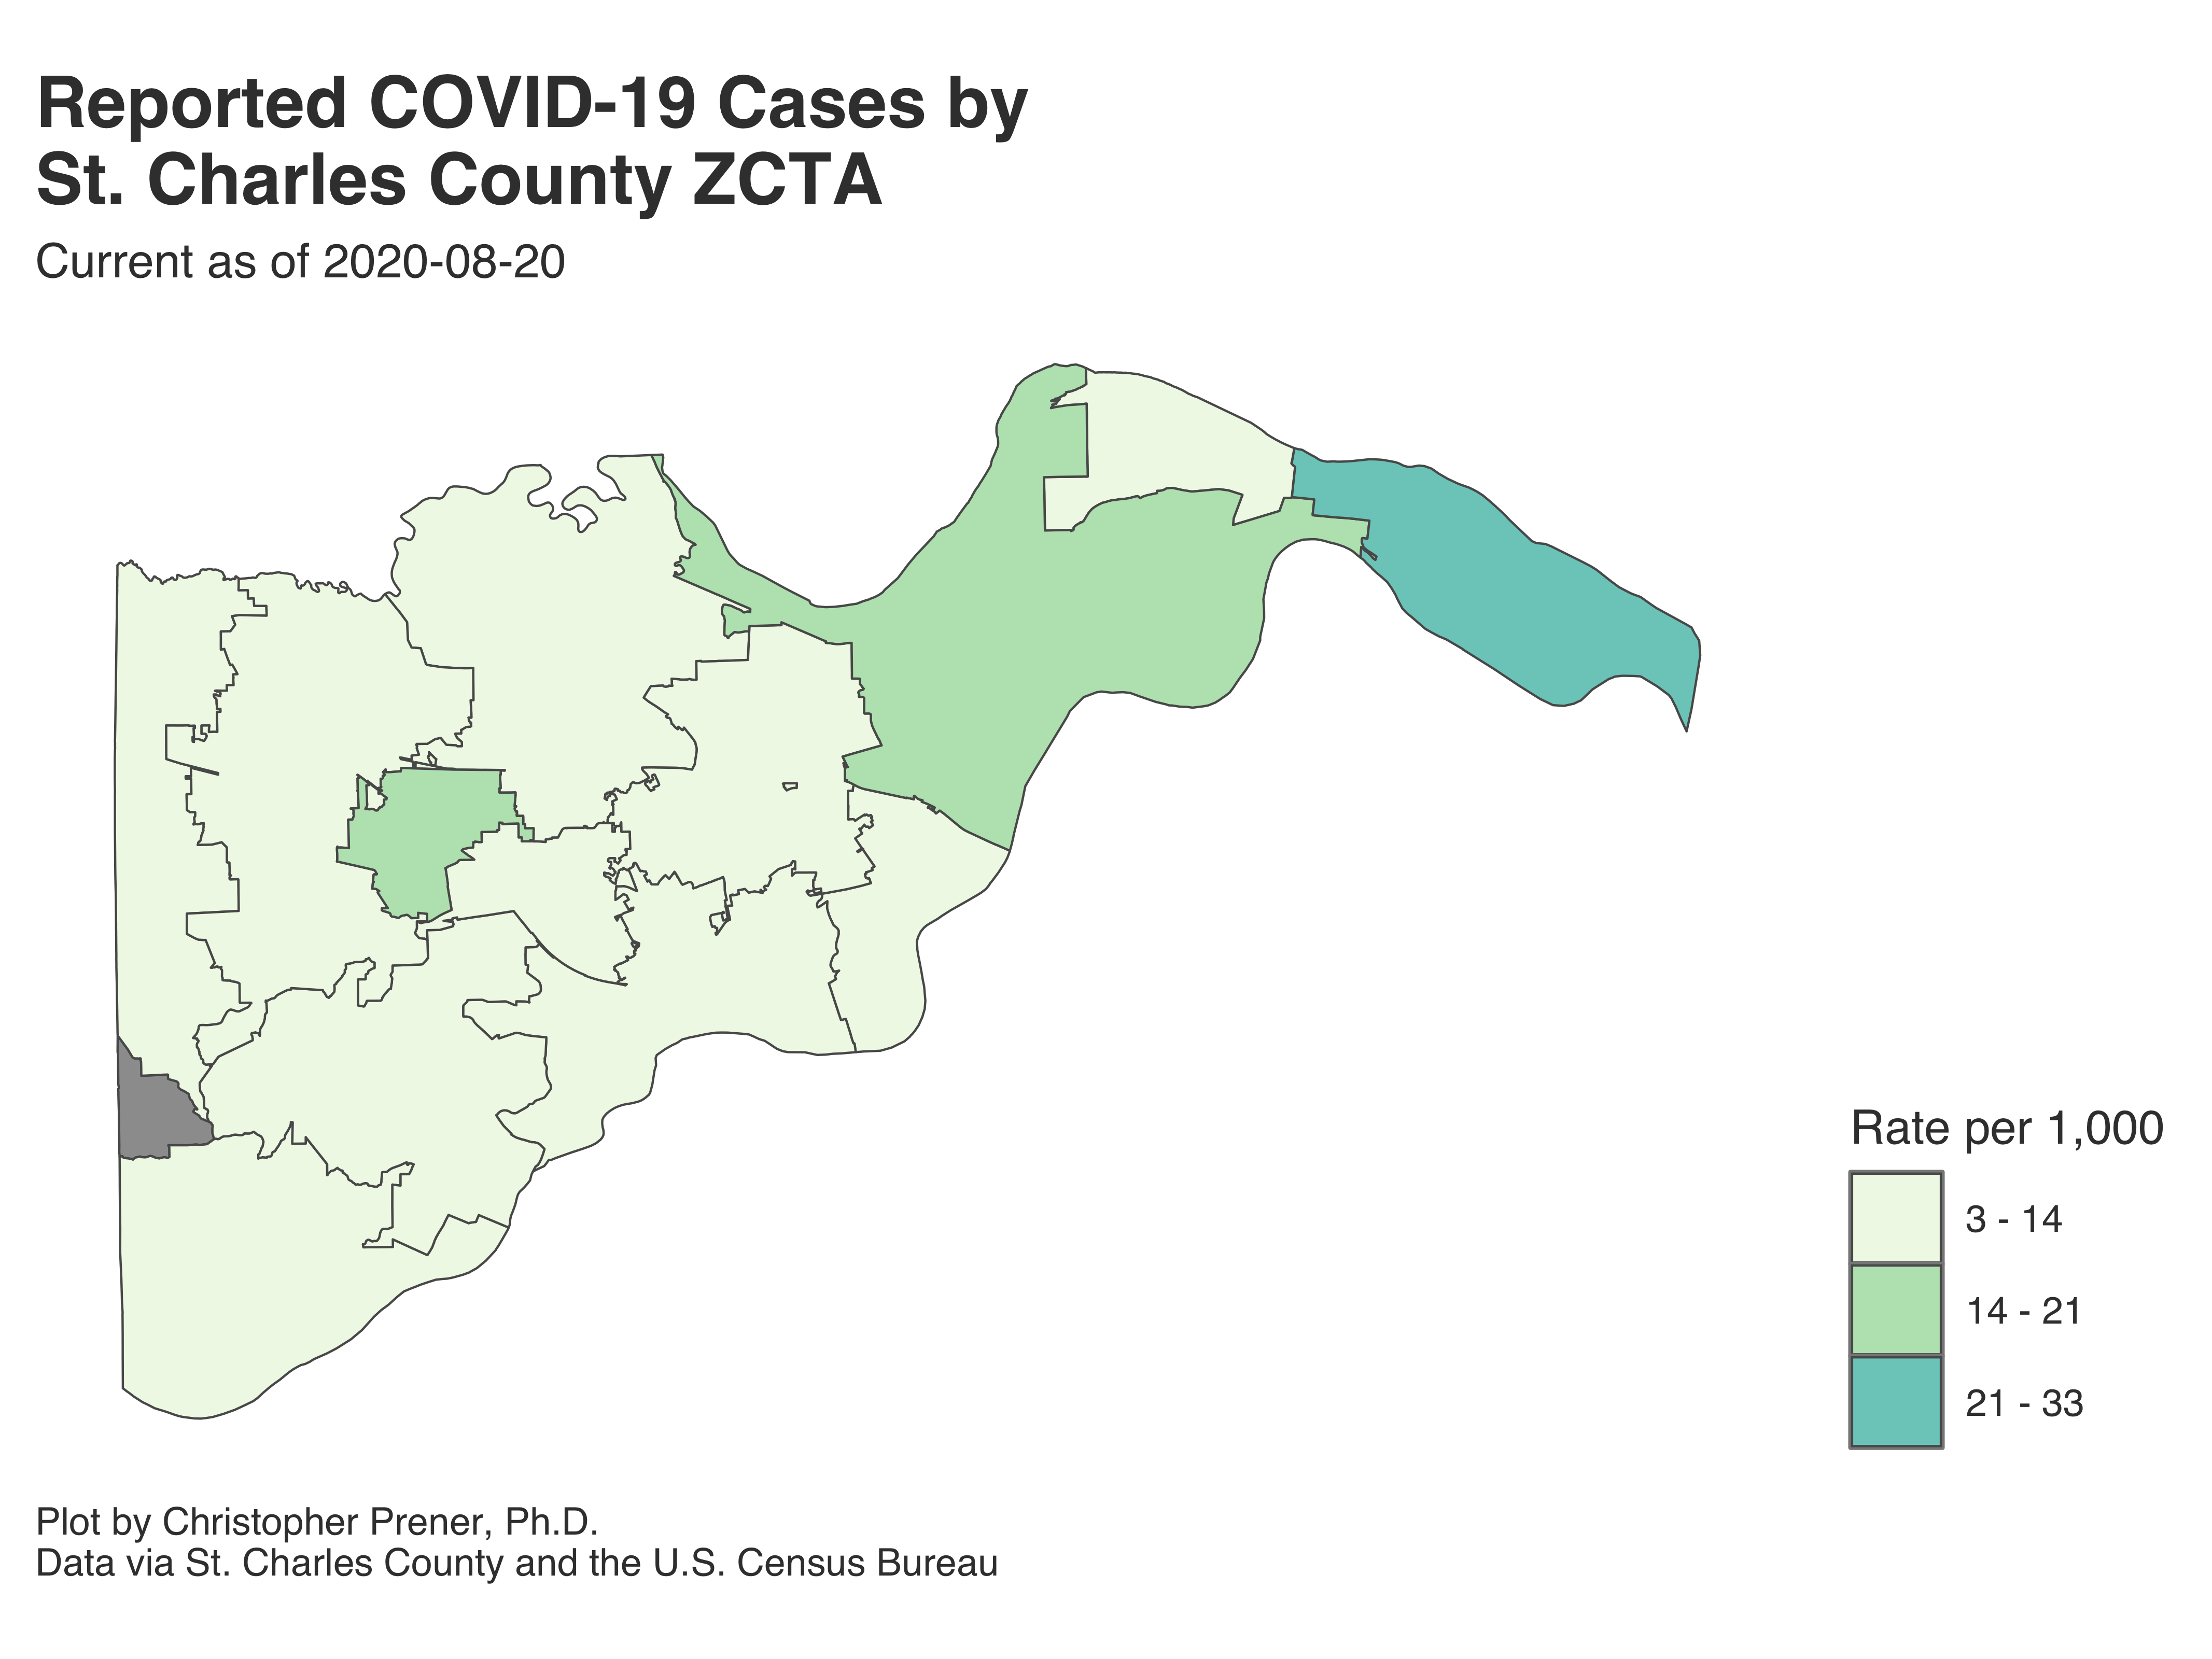 Reported COVID-19 Cases by
St. Charles County ZCTA
Current as of 2020-08-20
Rate per 1,000
3 - 14
14 - 21
21 - 33
Plot by Christopher Prener, Ph.D.
Data via St. Charles County and the U.S. Census Bureau